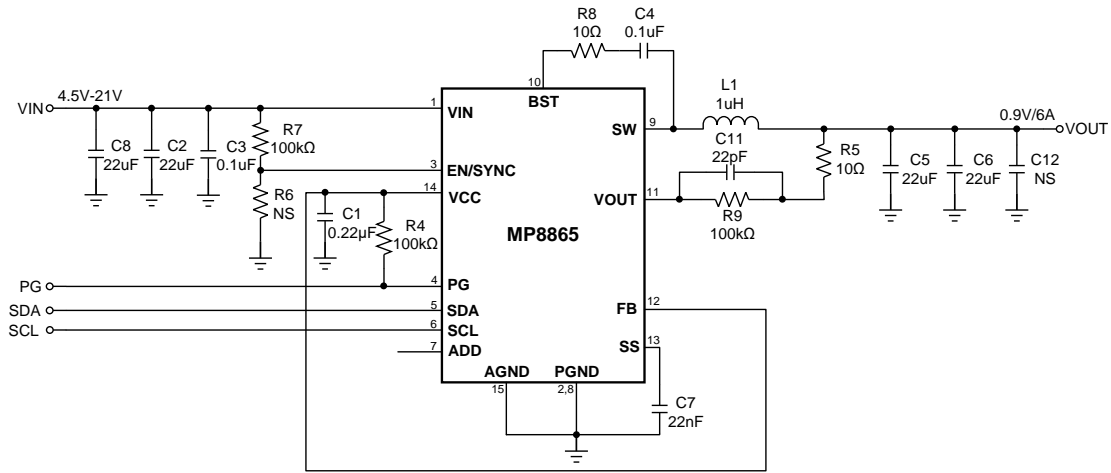 R8
10Ω
C4
0.1uF
10
BST
VIN
4.5V-21V
1
VIN
L1
1uH
SW
9
0.9V/6A
VOUT
C8
22uF
C2
22uF
C3
0.1uF
R7
100kΩ
C11
22pF
R5
10Ω
C5
22uF
C6
22uF
C12
NS
3
EN/SYNC
14
VCC
VOUT
11
R6
NS
C1
0.22µF
R4
100kΩ
R9
100kΩ
MP8865
PG
4
PG
SDA
5
SDA
SCL
6
SCL
7
ADD
FB
12
SS
13
AGND
15
PGND
2,8
C7
22nF